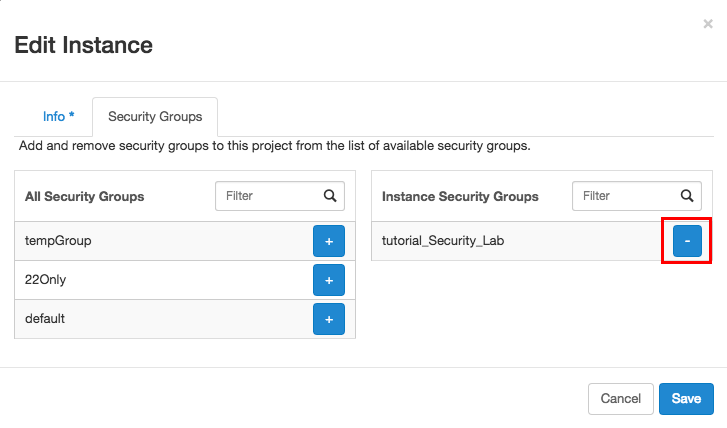 ×
Edit Instance
Info *
Security Groups
Add and remove security groups to this project from the list of available security groups.
All Security Groups
Filter
tempGroup
+
22Only
+
default
+
Instance Security Groups
Filter
tutorial_Security_Lab
-
Cancel
Save